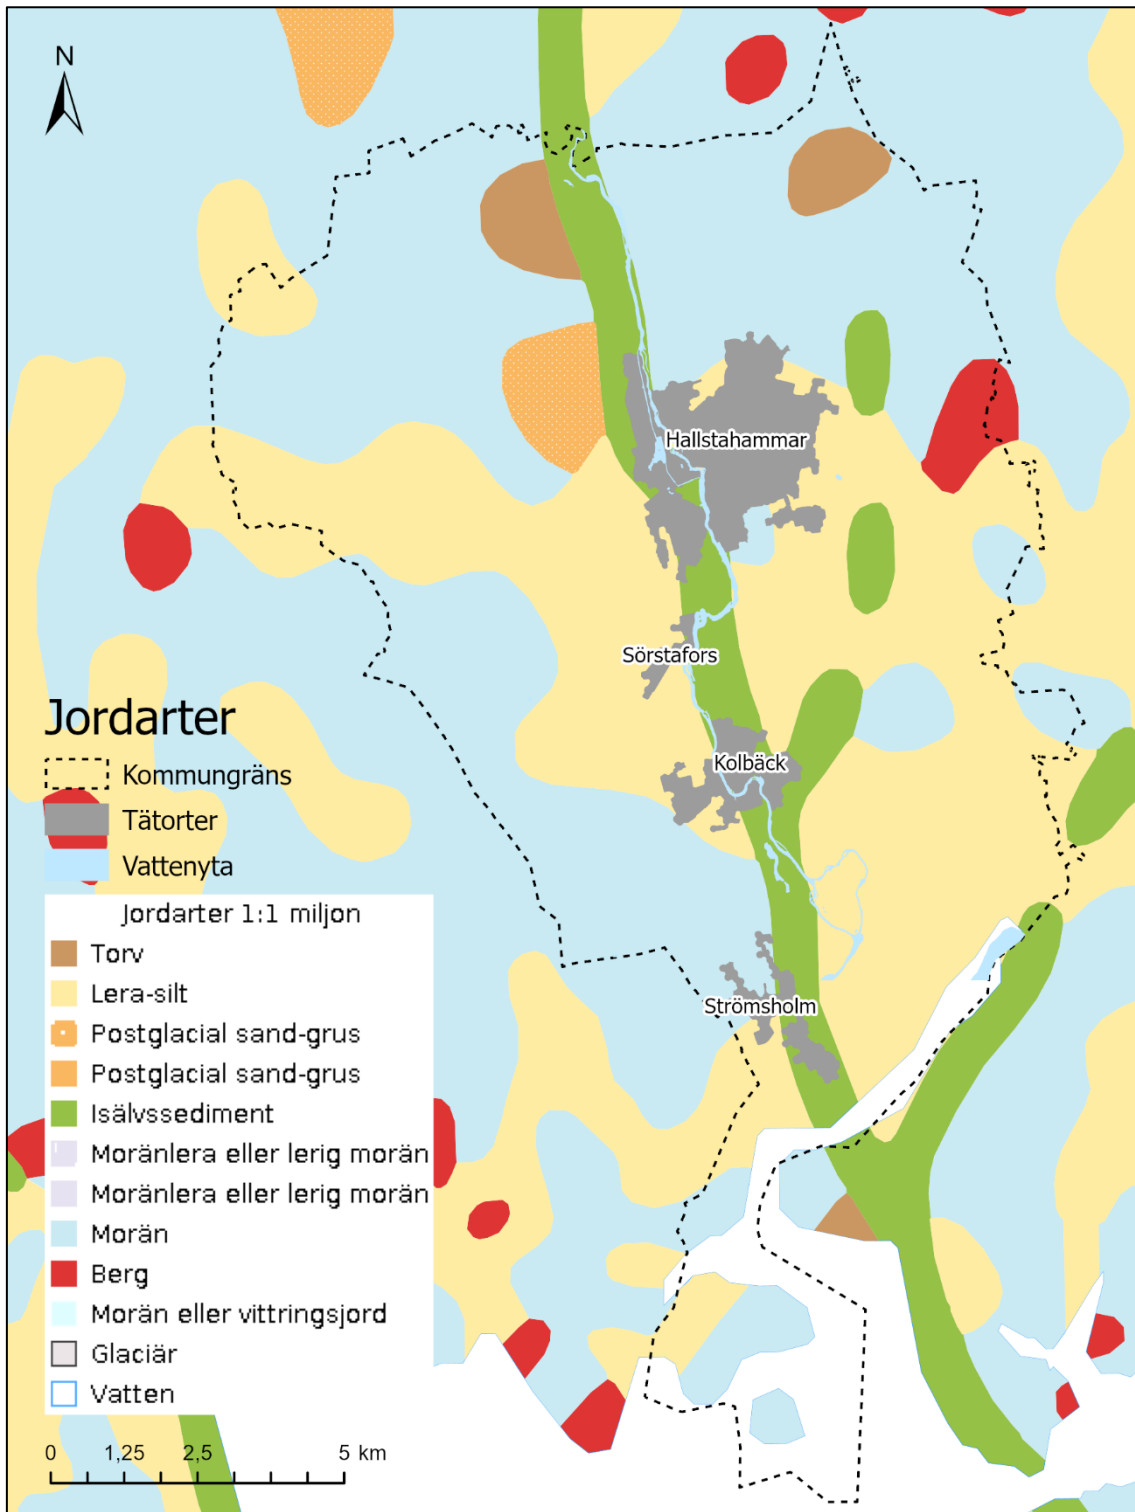 N
Hallstahammar
Sörstafors
Kolbäck
Strömsholm
Jordarter
Kommungräns
Tätorter
Vattenyta
Jordarter 1:1 miljon
Torv
Lera-silt
Postglacial sand-grus
Postglacial sand-grus
Isälvssediment
Moränlera eller lerig morän
Moränlera eller lerig morän
Morän
Berg
Morän eller vittringsjord
Glaciär
Vatten
0 1,25 2,5 5 km